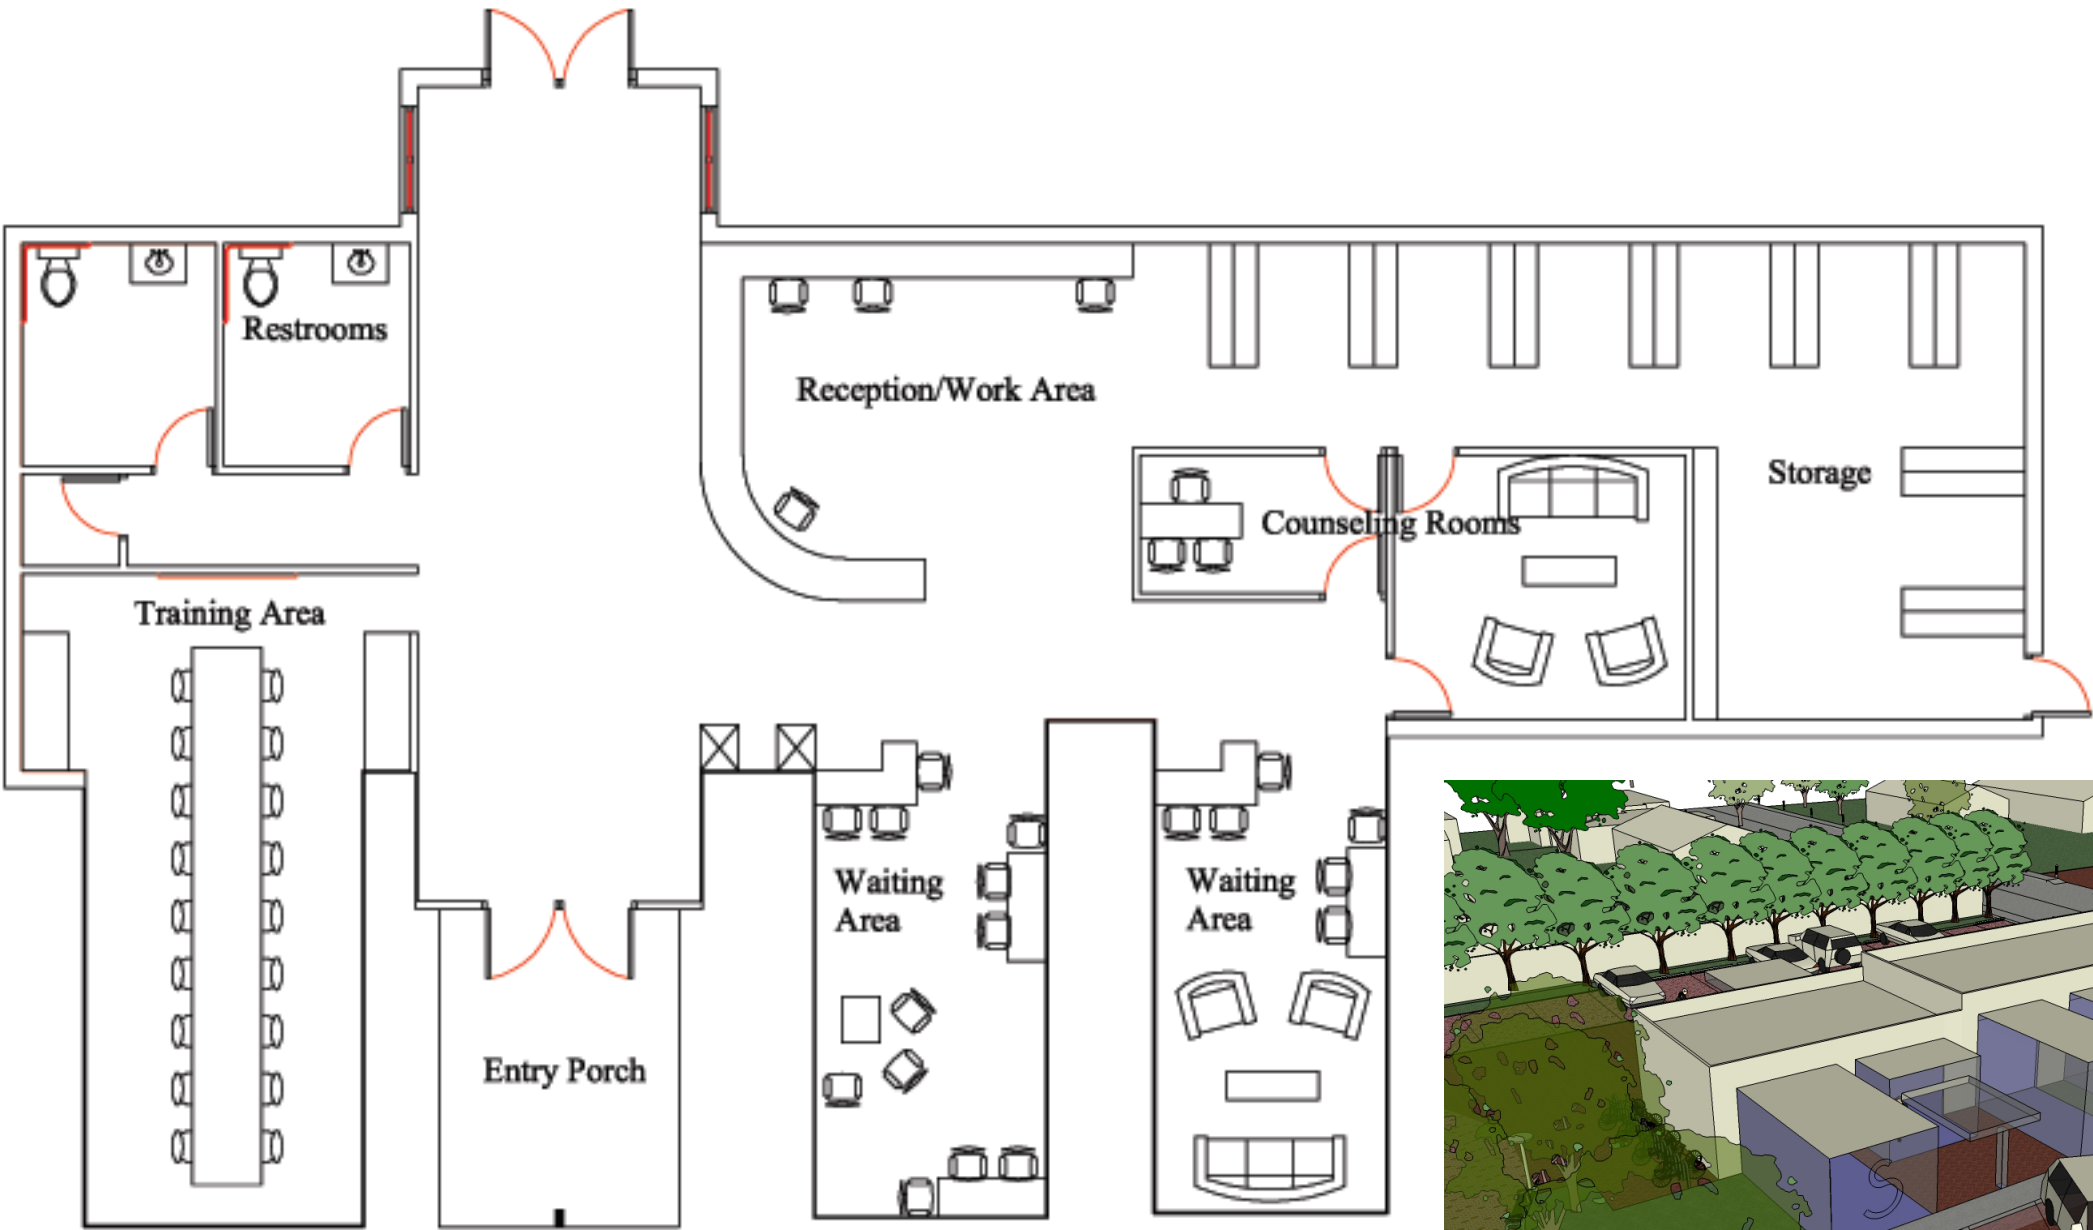 Restrooms
Reception/Work Area
Storage
Counseling Rooms
Training Area
Waiting
Area
Waiting
Area
Entry Porch